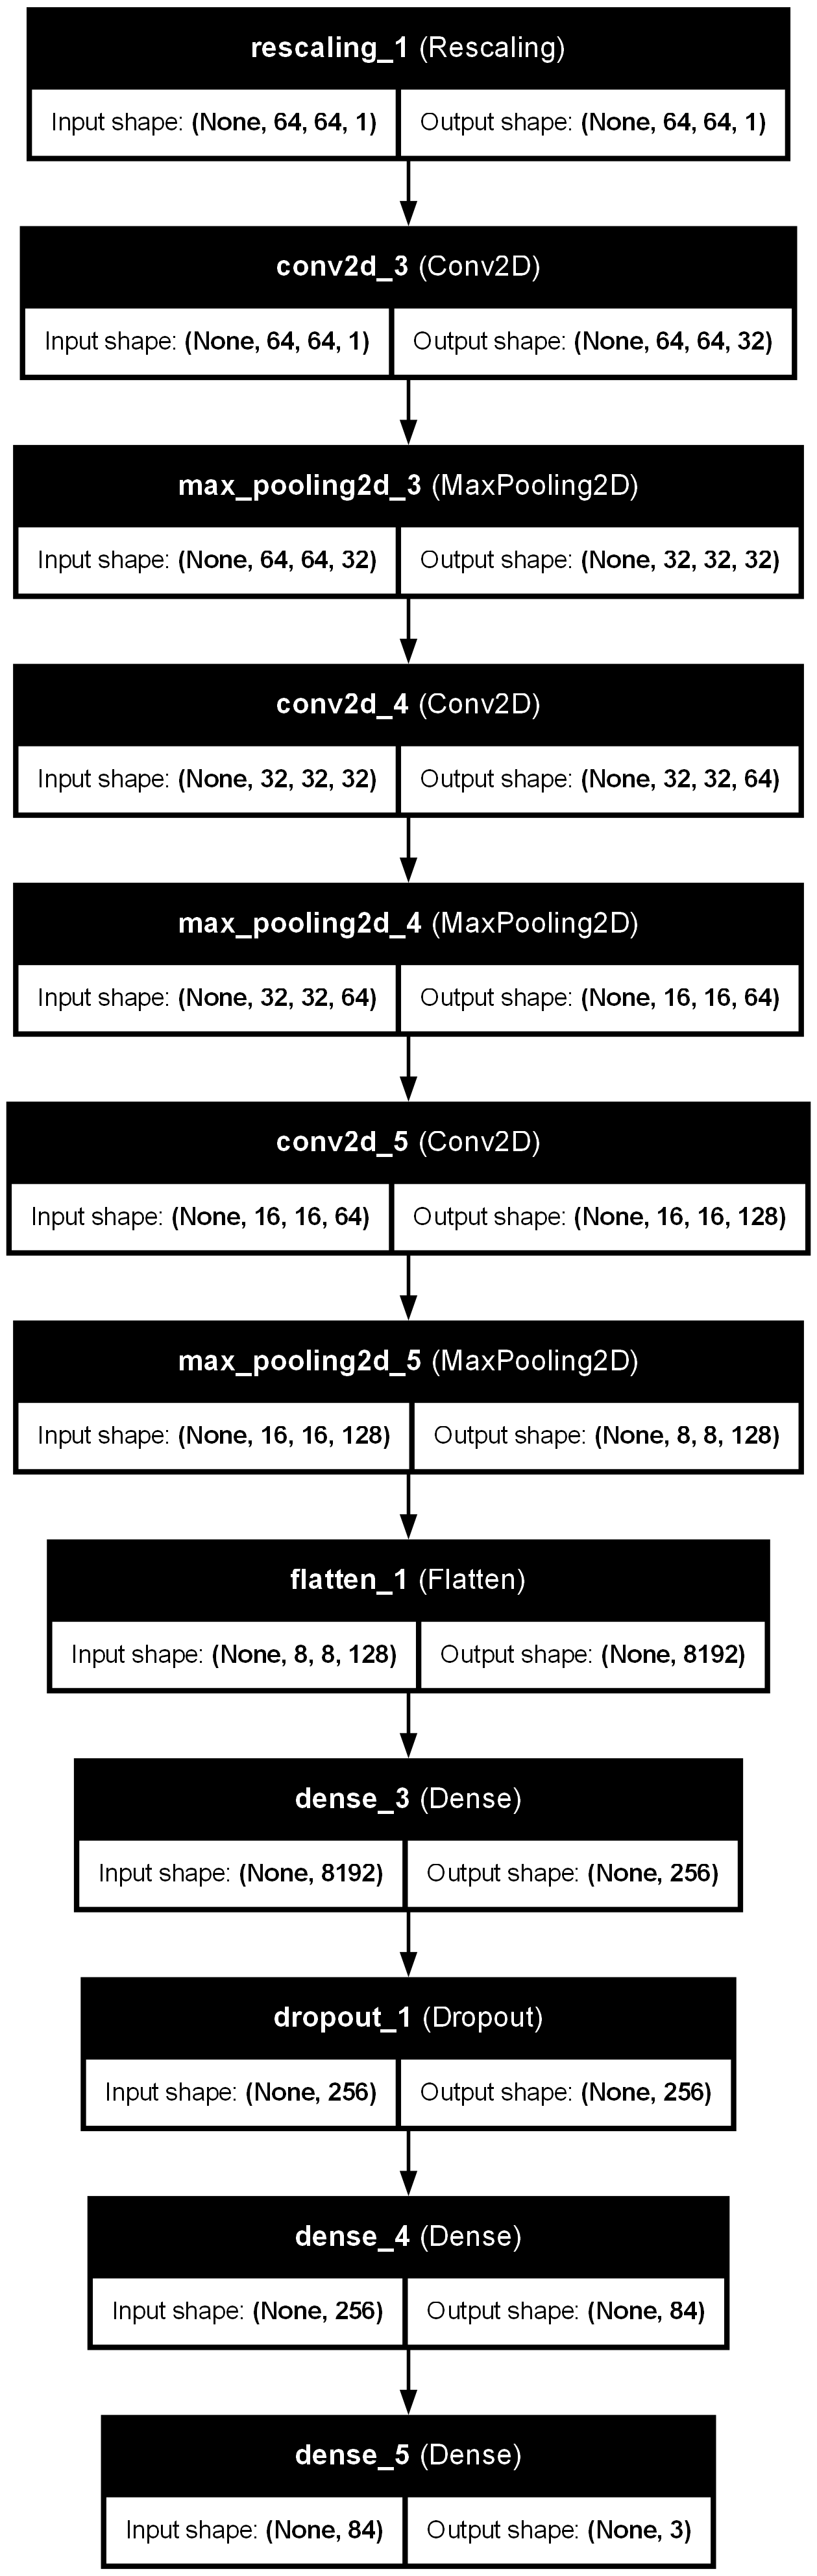 rescaling_1 (Rescaling)
Input shape: (None, 64, 64, 1) Output shape: (None, 64, 64, 1)
conv2d_3 (Conv2D)
Input shape: (None, 64, 64, 1) Output shape: (None, 64, 64, 32)
max_pooling2d_3 (MaxPooling2D)
Input shape: (None, 64, 64, 32) Output shape: (None, 32, 32, 32)
conv2d_4 (Conv2D)
Input shape: (None, 32, 32, 32) Output shape: (None, 32, 32, 64)
max_pooling2d_4 (MaxPooling2D)
Input shape: (None, 32, 32, 64) Output shape: (None, 16, 16, 64)
conv2d_5 (Conv2D)
Input shape: (None, 16, 16, 64) Output shape: (None, 16, 16, 128)
max_pooling2d_5 (MaxPooling2D)
Input shape: (None, 16, 16, 128) Output shape: (None, 8, 8, 128)
flatten_1 (Flatten)
Input shape: (None, 8, 8, 128) Output shape: (None, 8192)
dense_3 (Dense)
Input shape: (None, 8192) Output shape: (None, 256)
dropout_1 (Dropout)
Input shape: (None, 256) Output shape: (None, 256)
dense_4 (Dense)
Input shape: (None, 256) Output shape: (None, 84)
dense_5 (Dense)
Input shape: (None, 84) Output shape: (None, 3)